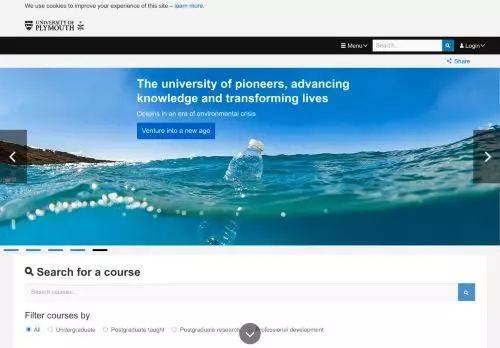 We use cookies to improve your experience of this site – learn more.
UNIVERSITY OF
PLYMOUTH
Menu
Search..
Login
Share
The university of pioneers, advancing
knowledge and transforming lives
Oceans in an era of environmental crisis
Venture into a new age
Search for a course
Search courses...
Filter courses by
All Undergraduate Postgraduate taught Postgraduate research Professional development